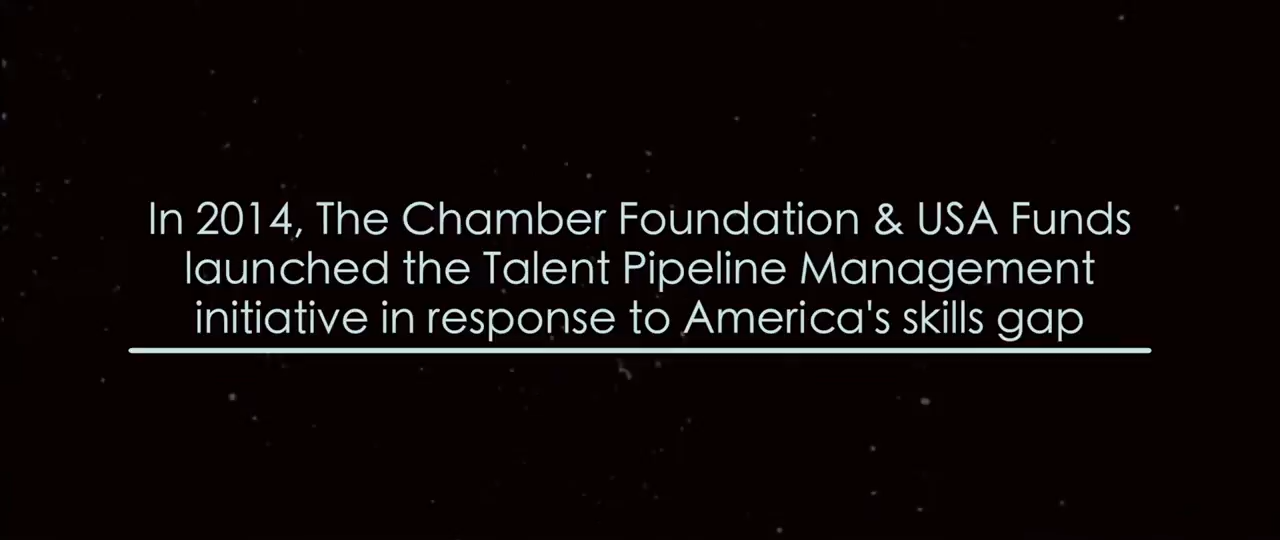 In 2014, The Chamber Foundation & USA Funds
launched the Talent Pipeline Management
initiative in response to America's skills gap